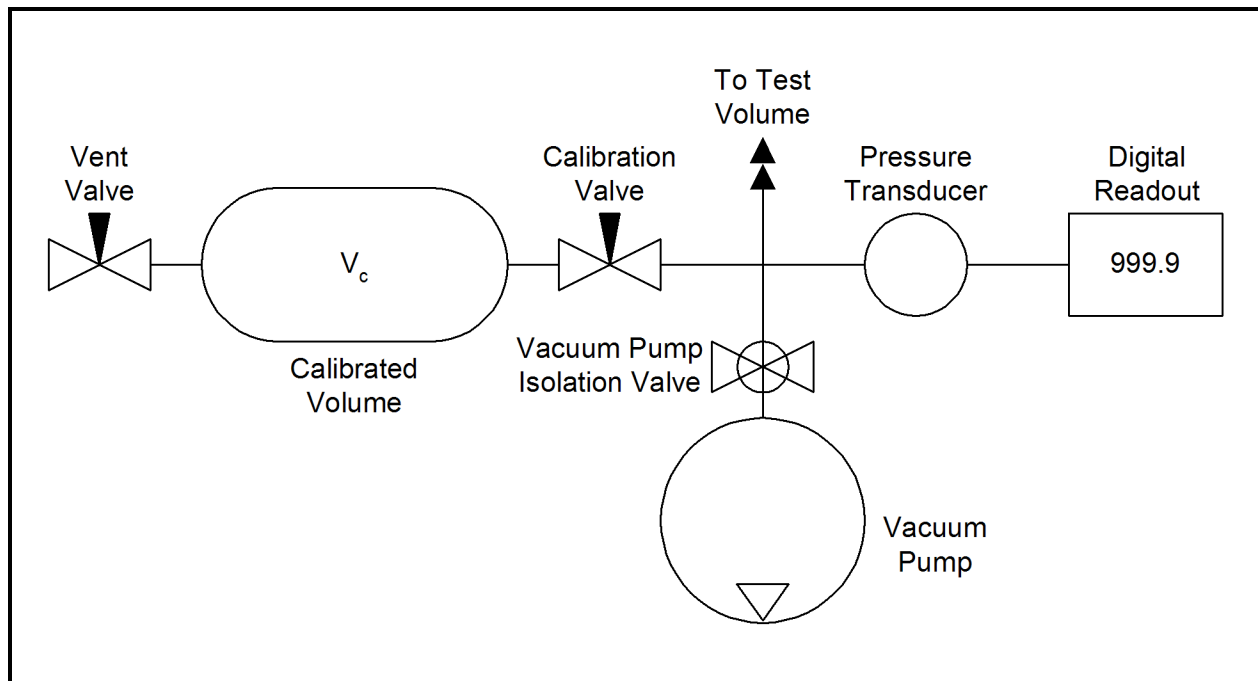 To Test
Volume
Vent
Valve
Calibration
Valve
Pressure
Transducer
Digital
Readout
Vc
999.9
Vacuum Pump
Isolation Valve
Calibrated
Volume
Vacuum
Pump